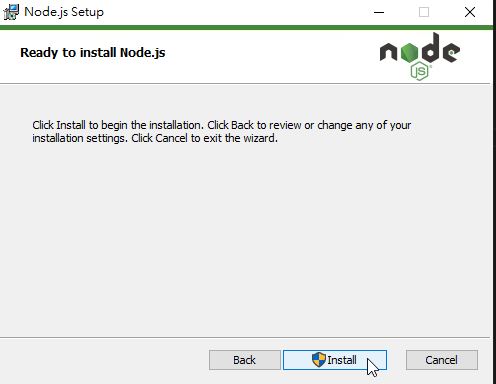 Node.js Setup
Ready to install Node.js
node
JS
Click Install to begin the installation. Click Back to review or change any of your
installation settings. Click Cancel to exit the wizard.
Back
Install
Cancel